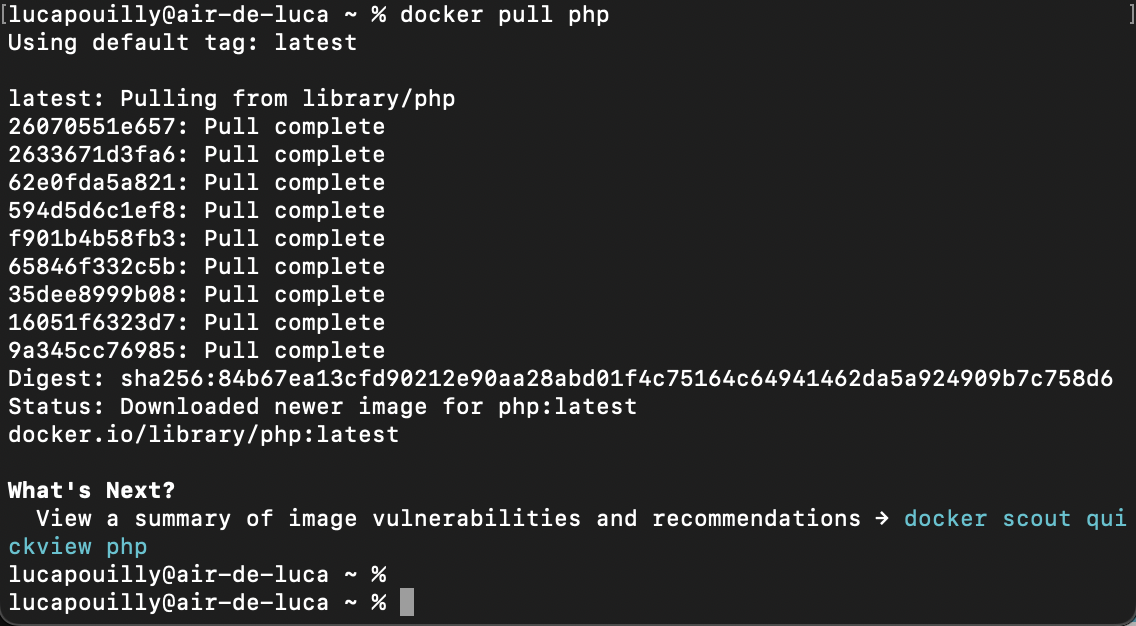 [lucapouilly@air-de-luca ~ % docker pull php ]
Using default tag: latest
latest: Pulling from library/php
26070551e657: Pull complete
2633671d3fa6: Pull complete
62e0fda5a821: Pull complete
594d5d6c1ef8: Pull complete
f901b4b58fb3: Pull complete
65846f332c5b: Pull complete
35dee8999b08: Pull complete
16051f6323d7: Pull complete
9a345cc76985: Pull complete
Digest: sha256:84b67ea13cfd90212e90aa28abd01f4c75164c64941462da5a924909b7c758d6
Status: Downloaded newer image for php:latest
docker.io/library/php:latest
What's Next?
View a summary of image vulnerabilities and recommendations → docker scout qui
ckview php
lucapouilly@air-de-luca ~ %
lucapouilly@air-de-luca ~ %